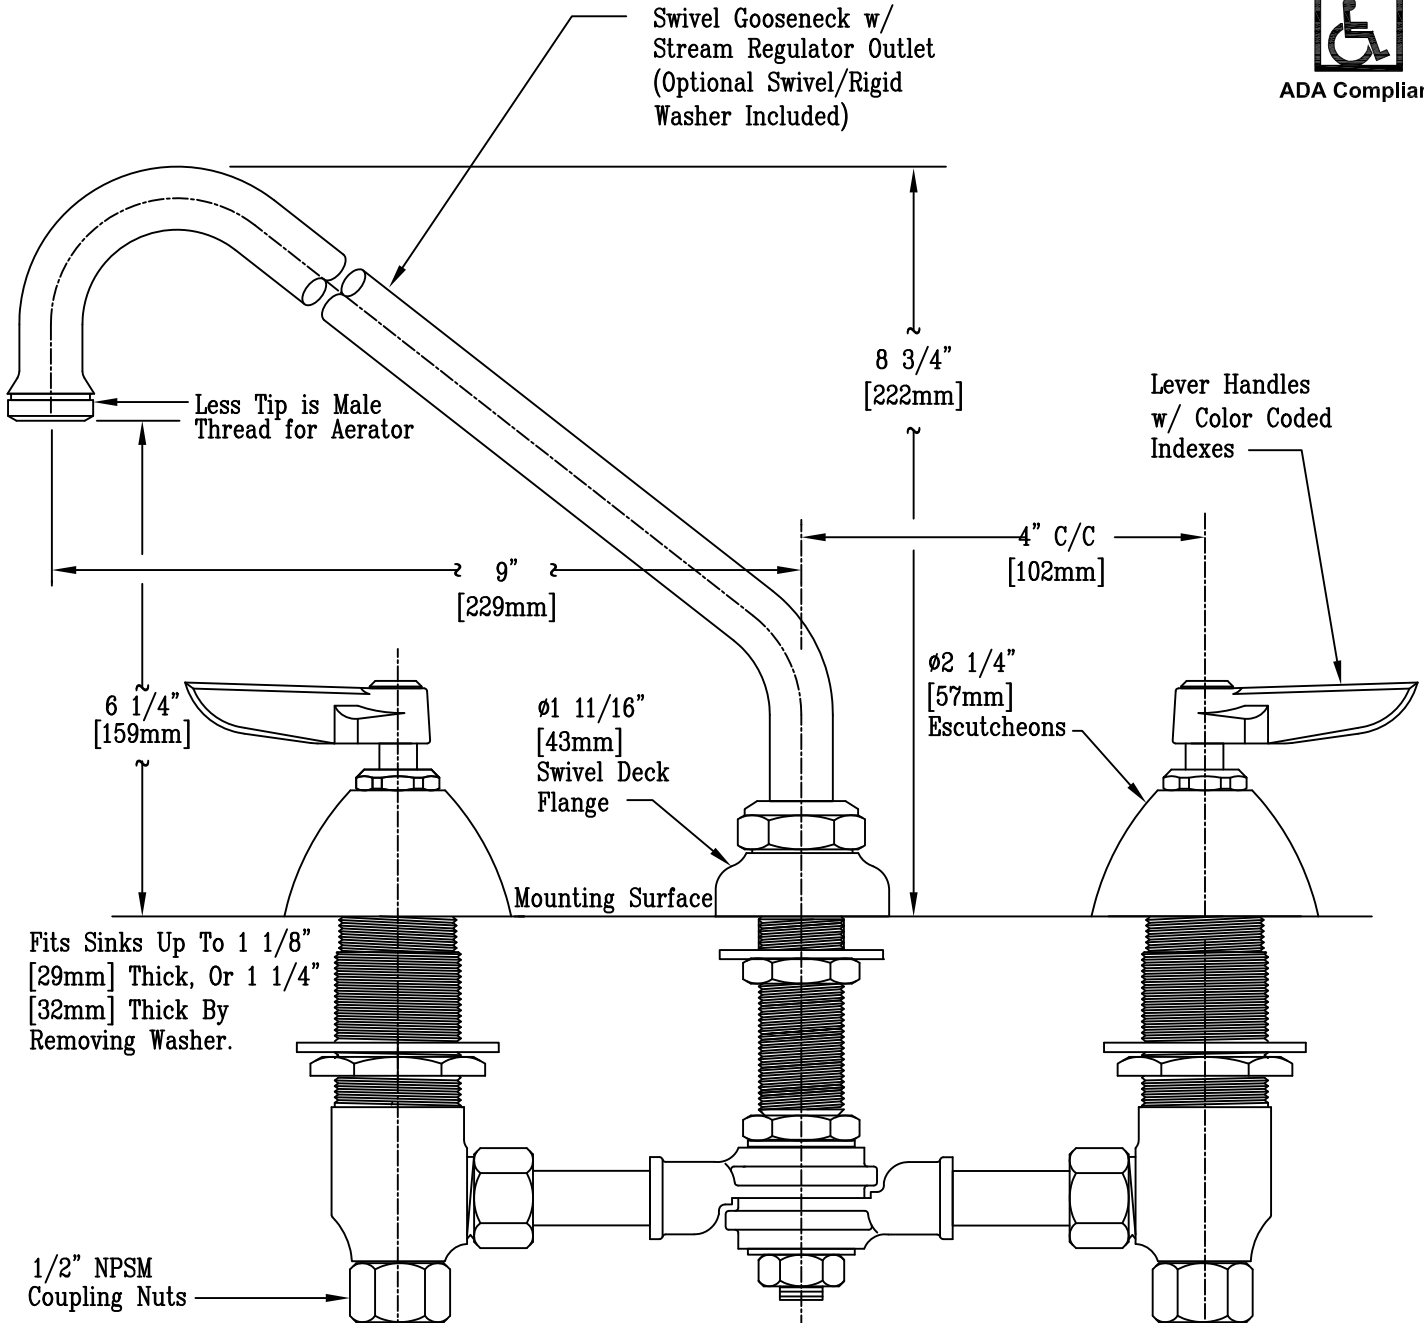 Swivel Gooseneck w/
Stream Regulator Outlet
(Optional Swivel/Rigid
Washer Included)
ADA Complian
Less Tip is Male
Thread for Aerator
8 3/4"
[222mm]
Lever Handles
w/ Color Coded
Indexes
4" C/C
[102mm]
9"
[229mm]
6 1/4"
[159mm]
ø1 11/16"
[43mm]
Swivel Deck
Flange
ø2 1/4"
[57mm]
Escutcheons
Mounting Surface
Fits Sinks Up To 1 1/8"
[29mm] Thick, Or 1 1/4"
[32mm] Thick By
Removing Washer.
1/2" NPSM
Coupling Nuts